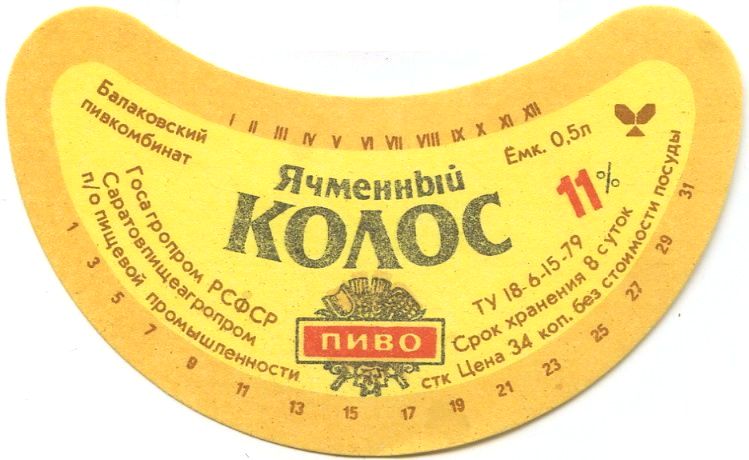 Балаковский
пивкомбинат
I II III IV V VI VII VIII IX X XI XII
Ёмк. 0,5л
Ячменный
КОЛОС
11%
ПИВО
Госагропром РСФСР
Саратовпищеагропром
п/о пищевой промышленности
ТУ 18-6-15-79
Срок хранения 8 суток
стк Цена 34 коп. без стоимости посуды
1 3 5 7 9 11 13 15 17 19 21 23 25 27 29 31